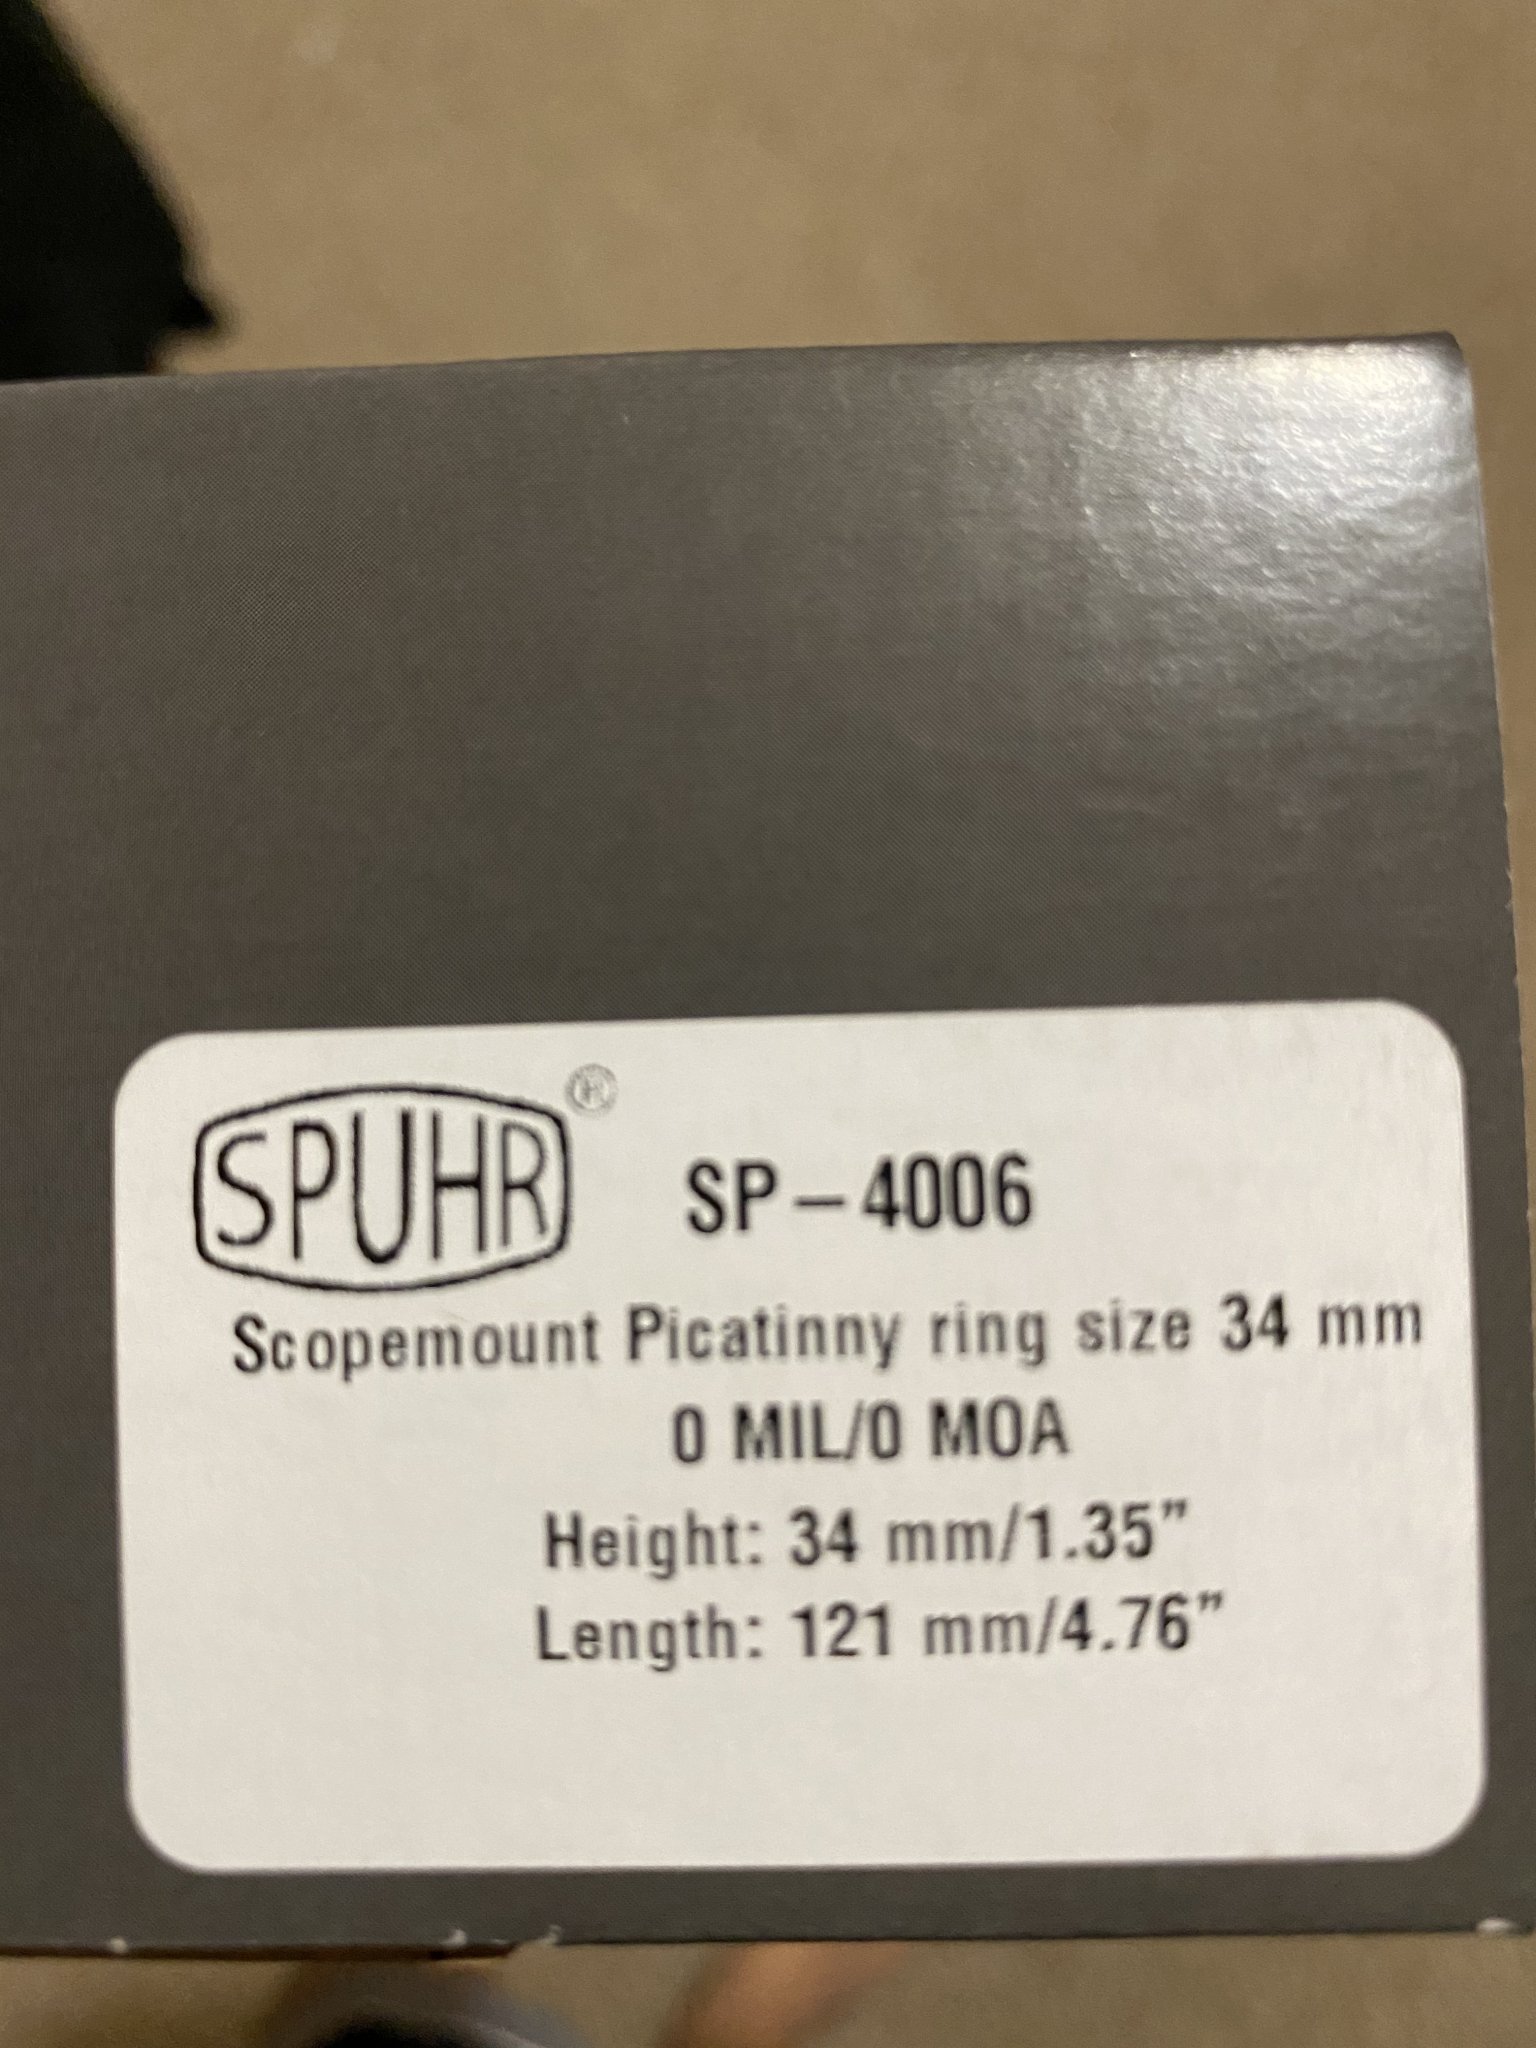 SPUHR® SP-4006
Scopemount Picatinny ring size 34 mm
0 MIL/0 MOA
Height: 34 mm/1.35”
Length: 121 mm/4.76”